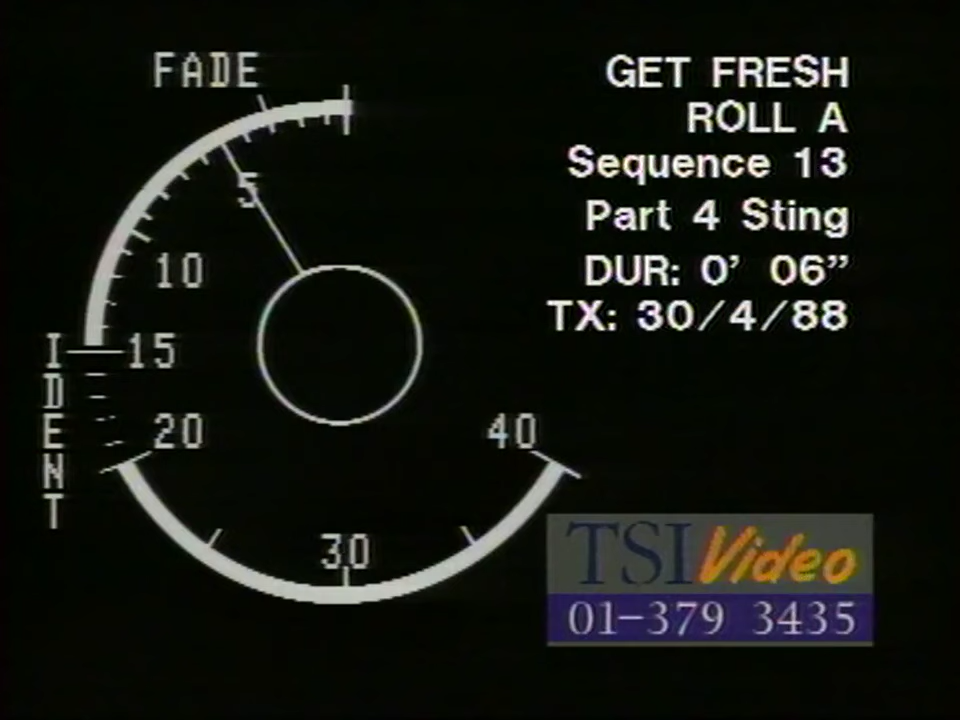 FADE
5
10
15
IDENT
20
30
40
GET FRESH
ROLL A
Sequence 13
Part 4 Sting
DUR: 0’ 06”
TX: 30/4/88
TSI Video
01-379 3435